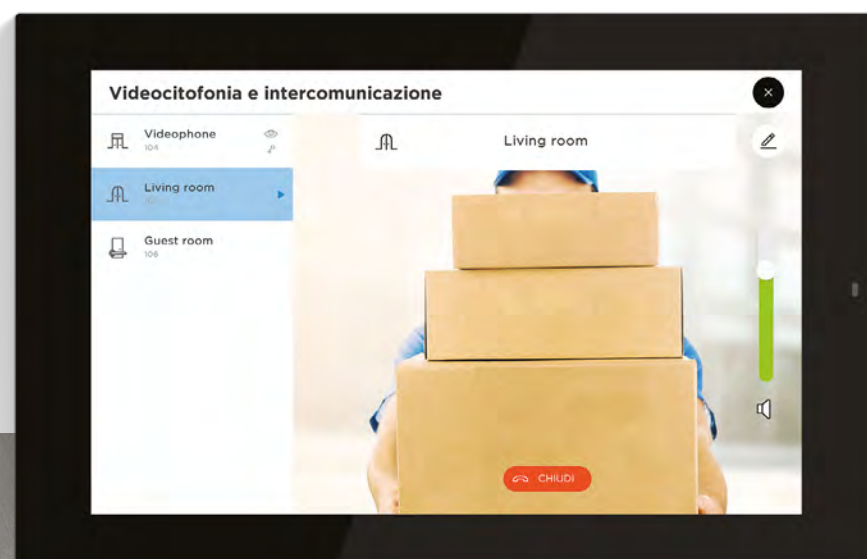 Videocitofonia e intercomunicazione
Videophone
104
Living room
Living room
Guest room
106
CHIUDI